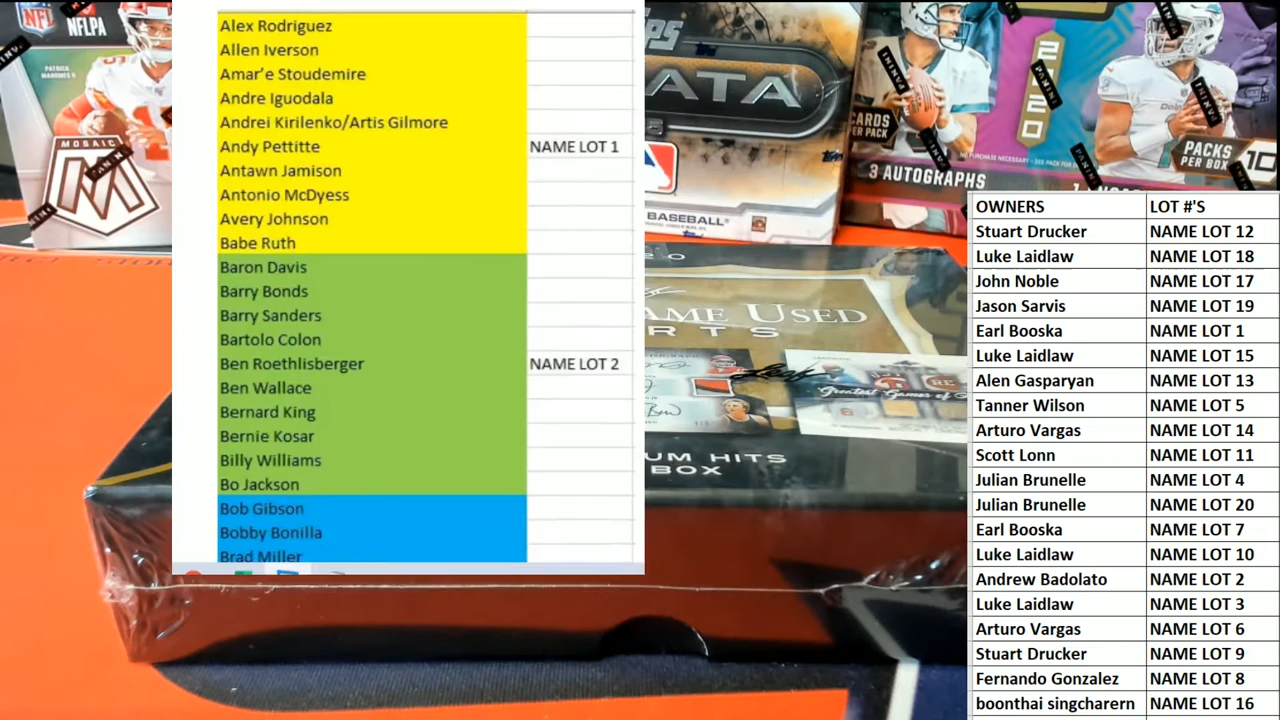 NFL
NFLPA
PATRICK
MAHOMES II
MOSAIC
M
PANINI
Alex Rodriguez
Allen Iverson
Amar'e Stoudemire
Andre Iguodala
Andrei Kirilenko/Artis Gilmore
Andy Pettitte NAME LOT 1
Antawn Jamison
Antonio McDyess
Avery Johnson
Babe Ruth
Baron Davis
Barry Bonds
Barry Sanders
Bartolo Colon
Ben Roethlisberger NAME LOT 2
Ben Wallace
Bernard King
Bernie Kosar
Billy Williams
Bo Jackson
Bob Gibson
Bobby Bonilla
Brad Miller
BASEBALL
CARDS
PER PACK
3 AUTOGRAPHS
2020
PACKS
PER BOX 10
PANINI
AME USED
RTS
Leaf
UM HITS
BOX
OWNERS LOT #'S
Stuart Drucker NAME LOT 12
Luke Laidlaw NAME LOT 18
John Noble NAME LOT 17
Jason Sarvis NAME LOT 19
Earl Booska NAME LOT 1
Luke Laidlaw NAME LOT 15
Alen Gasparyan NAME LOT 13
Tanner Wilson NAME LOT 5
Arturo Vargas NAME LOT 14
Scott Lonn NAME LOT 11
Julian Brunelle NAME LOT 4
Julian Brunelle NAME LOT 20
Earl Booska NAME LOT 7
Luke Laidlaw NAME LOT 10
Andrew Badolato NAME LOT 2
Luke Laidlaw NAME LOT 3
Arturo Vargas NAME LOT 6
Stuart Drucker NAME LOT 9
Fernando Gonzalez NAME LOT 8
boonthai singcharern NAME LOT 16